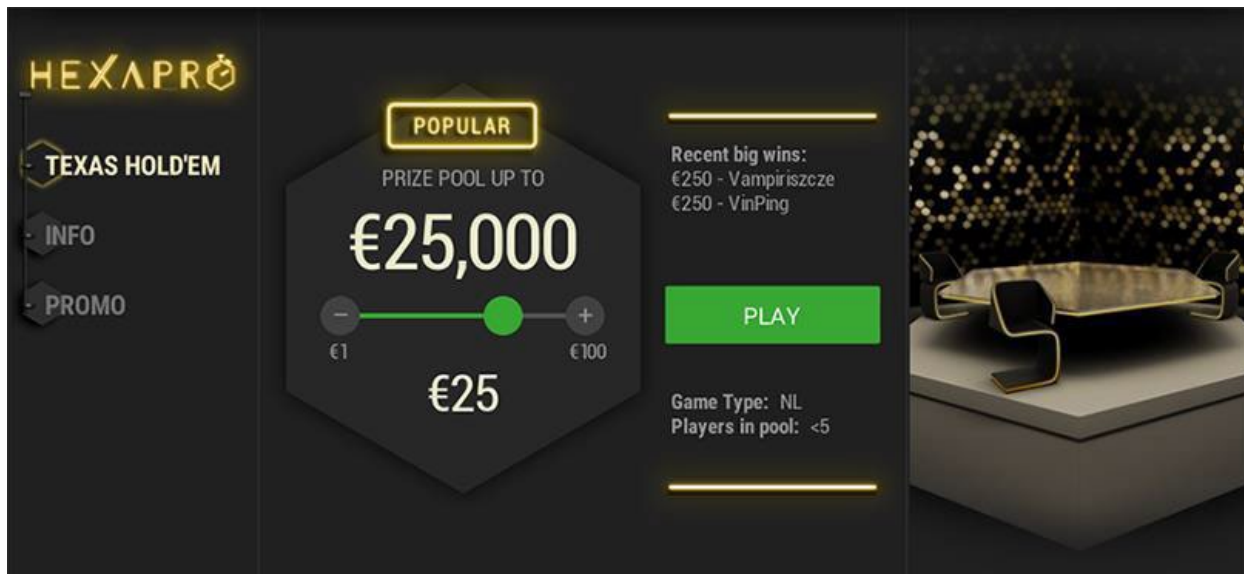 HEXAPRO
TEXAS HOLD'EM
INFO
PROMO
POPULAR
PRIZE POOL UP TO
€25,000
−
+
€1
€100
€25
Recent big wins:
€250 - Vampiriszcze
€250 - VinPing
PLAY
Game Type: NL
Players in pool: <5